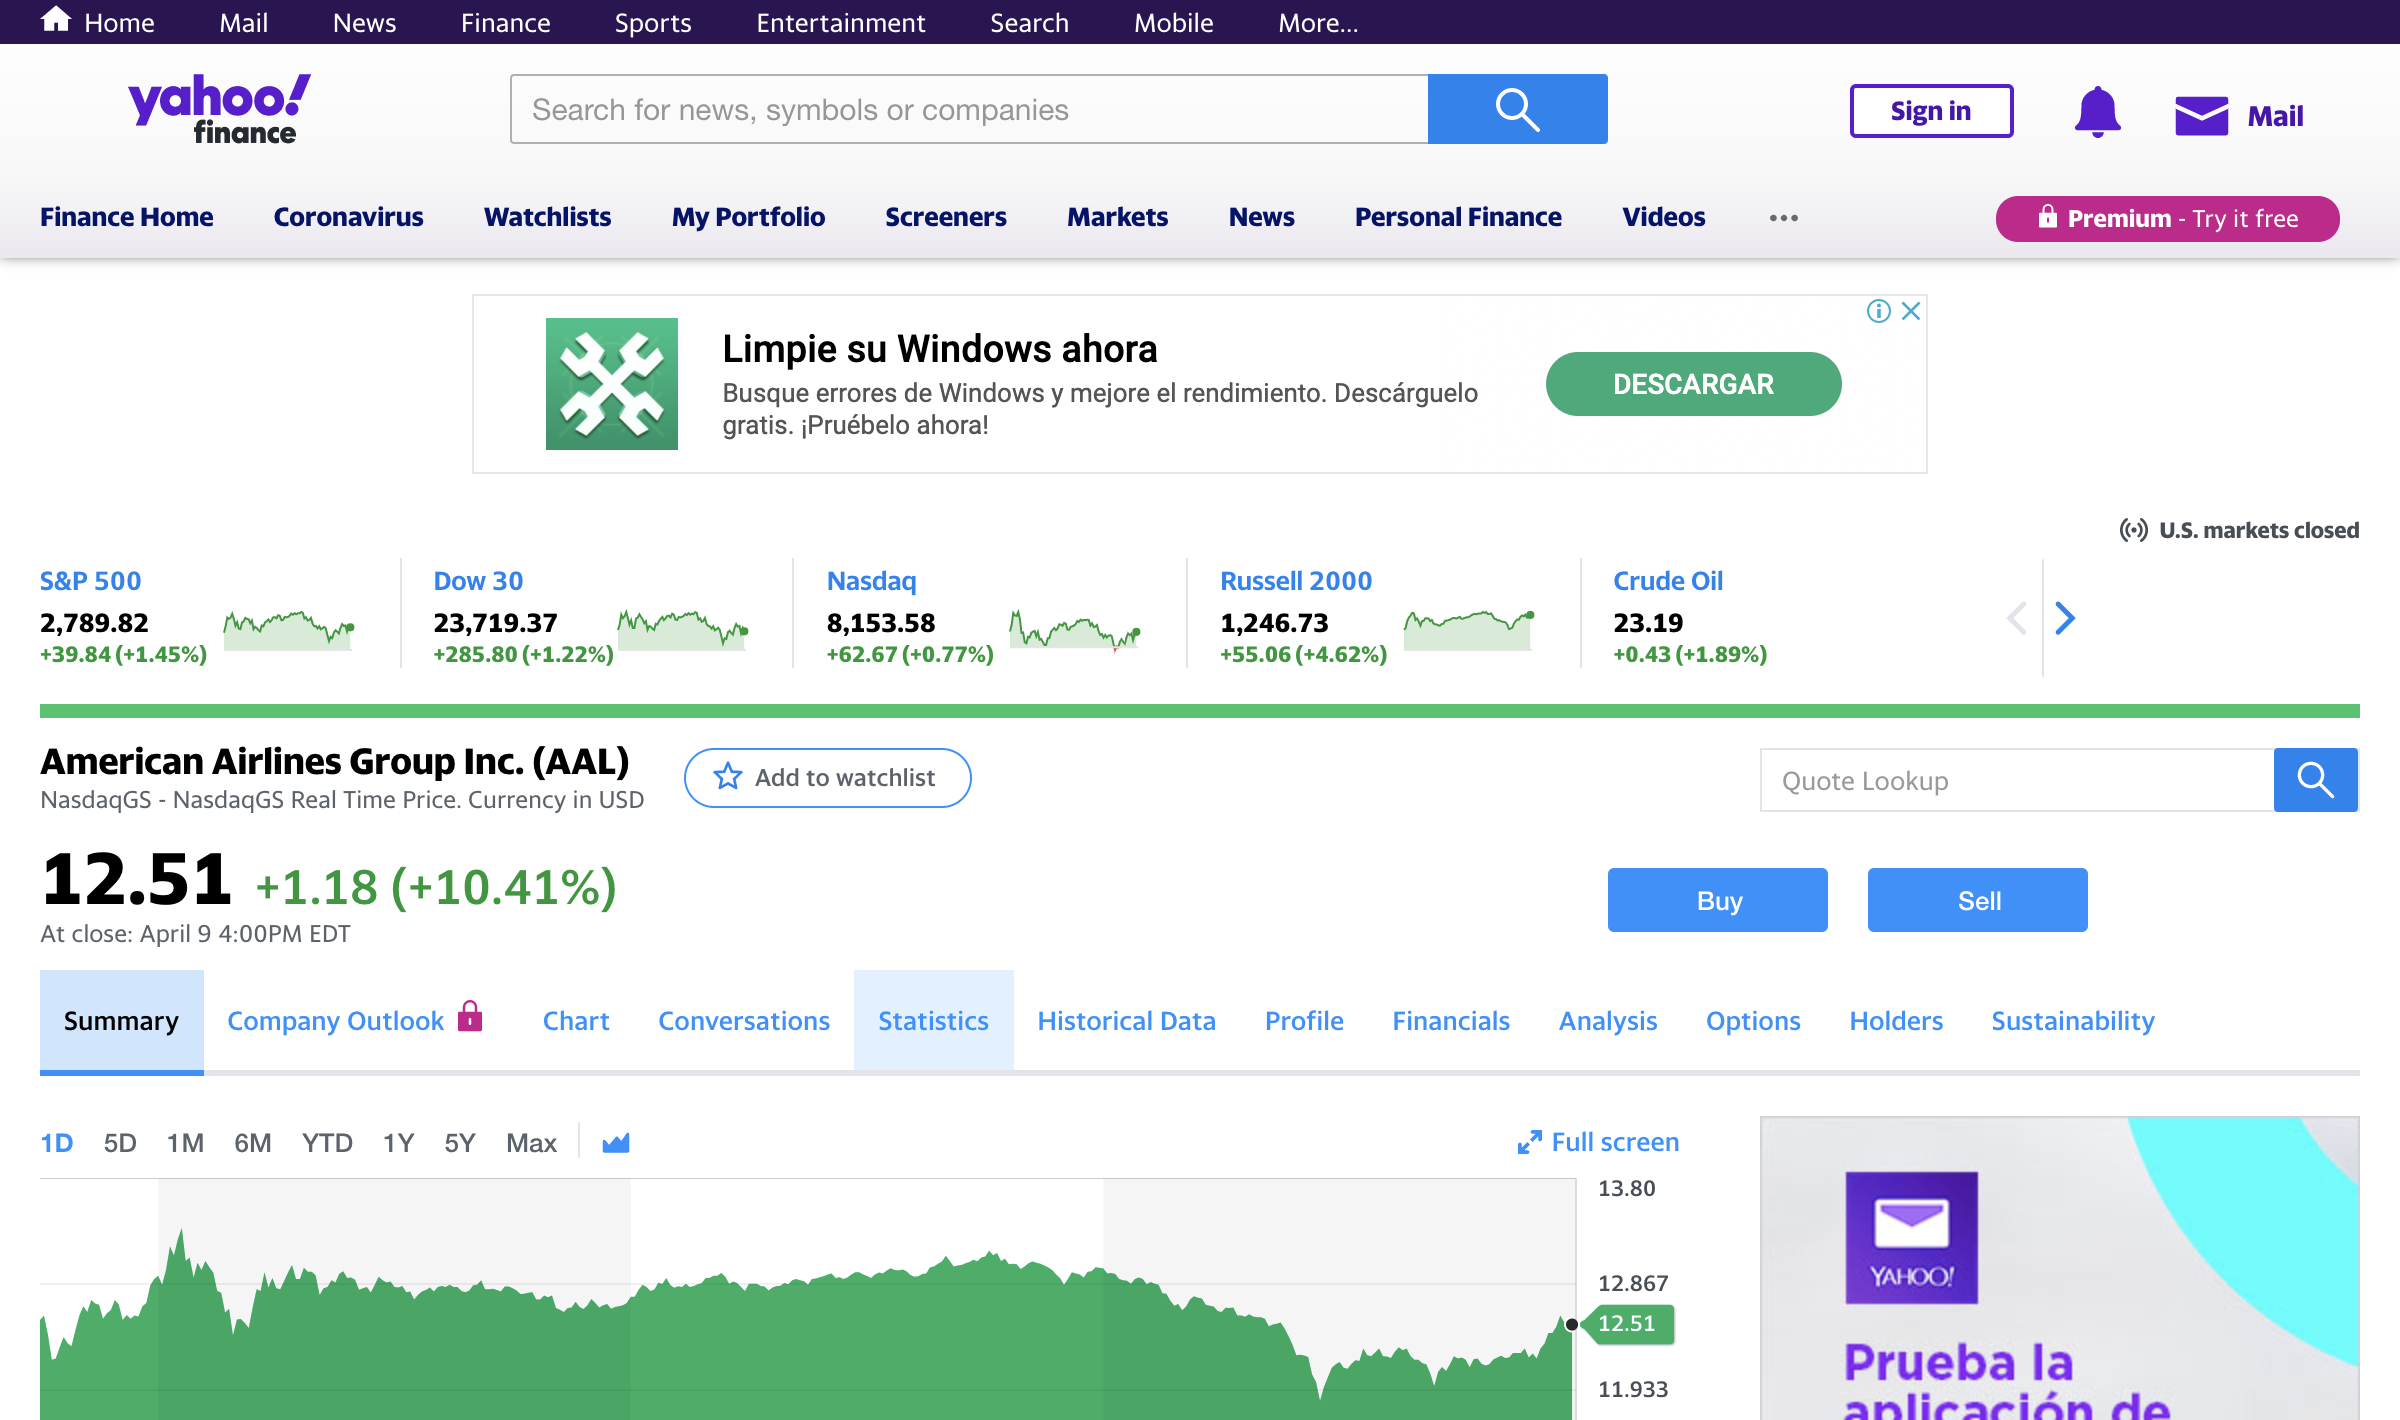 Home Mail News Finance Sports Entertainment Search Mobile More...
yahoo! finance
Search for news, symbols or companies
Sign in
Mail
Finance Home Coronavirus Watchlists My Portfolio Screeners Markets News Personal Finance Videos ••• Premium - Try it free
Limpie su Windows ahora
Busque errores de Windows y mejore el rendimiento. Descárguelo
gratis. ¡Pruébelo ahora!
DESCARGAR
U.S. markets closed
S&P 500
2,789.82
+39.84 (+1.45%)
Dow 30
23,719.37
+285.80 (+1.22%)
Nasdaq
8,153.58
+62.67 (+0.77%)
Russell 2000
1,246.73
+55.06 (+4.62%)
Crude Oil
23.19
+0.43 (+1.89%)
American Airlines Group Inc. (AAL)
NasdaqGS - NasdaqGS Real Time Price. Currency in USD
Add to watchlist
Quote Lookup
12.51 +1.18 (+10.41%)
At close: April 9 4:00PM EDT
Buy
Sell
Summary Company Outlook Chart Conversations Statistics Historical Data Profile Financials Analysis Options Holders Sustainability
1D 5D 1M 6M YTD 1Y 5Y Max
Full screen
13.80
12.867
12.51
11.933
YAHOO!
Prueba la
aplicación de